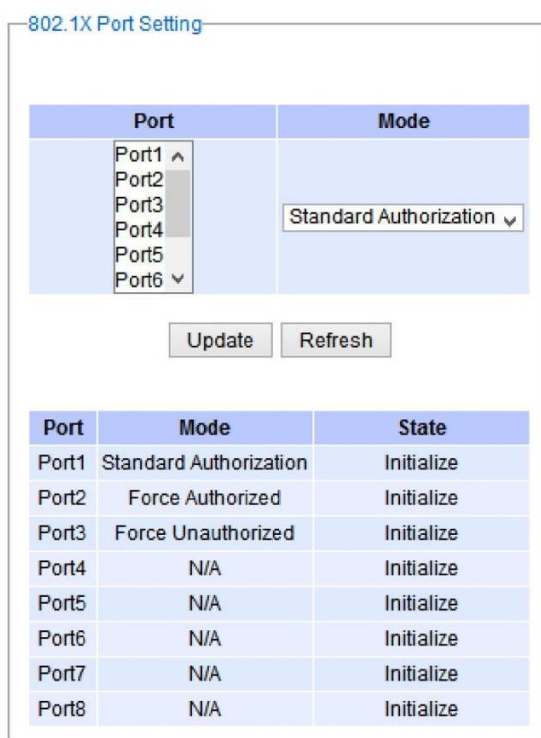 802.1X Port Setting
Port Mode
Port1
Port2
Port3
Port4
Port5
Port6
Standard Authorization
Update Refresh
Port Mode State
Port1 Standard Authorization Initialize
Port2 Force Authorized Initialize
Port3 Force Unauthorized Initialize
Port4 N/A Initialize
Port5 N/A Initialize
Port6 N/A Initialize
Port7 N/A Initialize
Port8 N/A Initialize